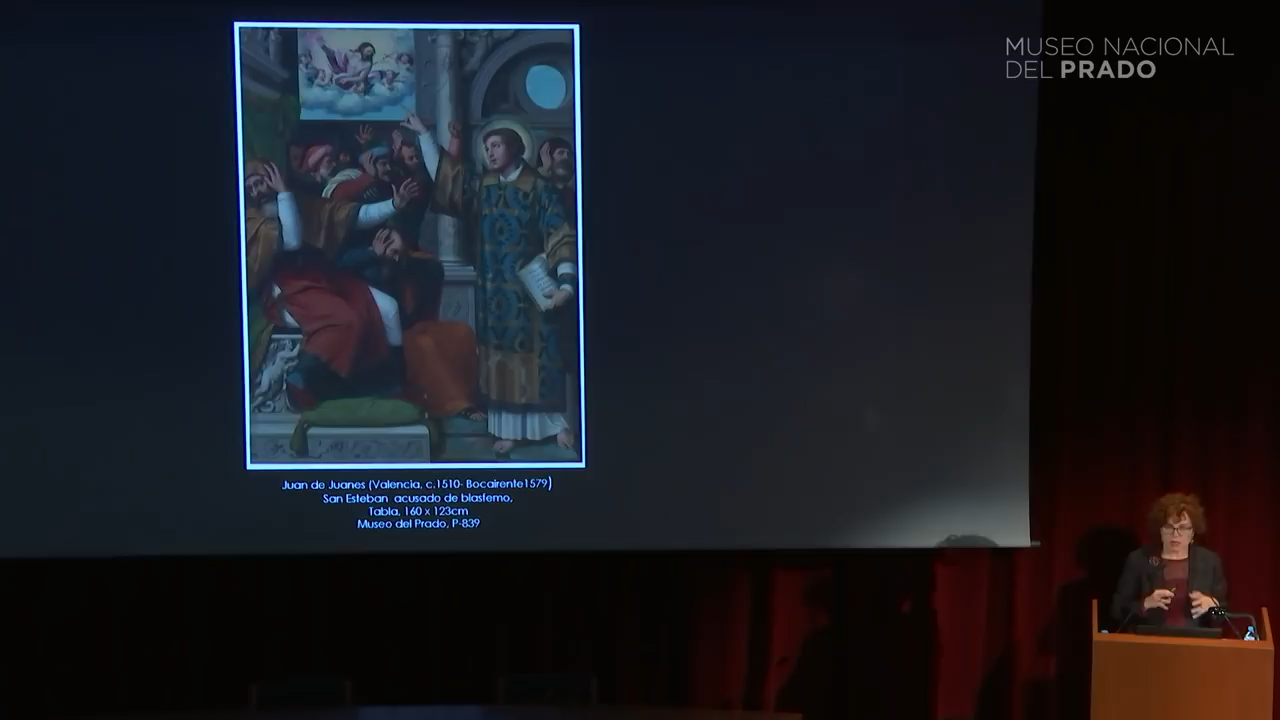 MUSEO NACIONAL
DEL PRADO
Juan de Juanes (Valencia, c.1510- Bocairente1579)
San Esteban acusado de blasfemo,
Tabla, 160 x 123cm
Museo del Prado, P-839